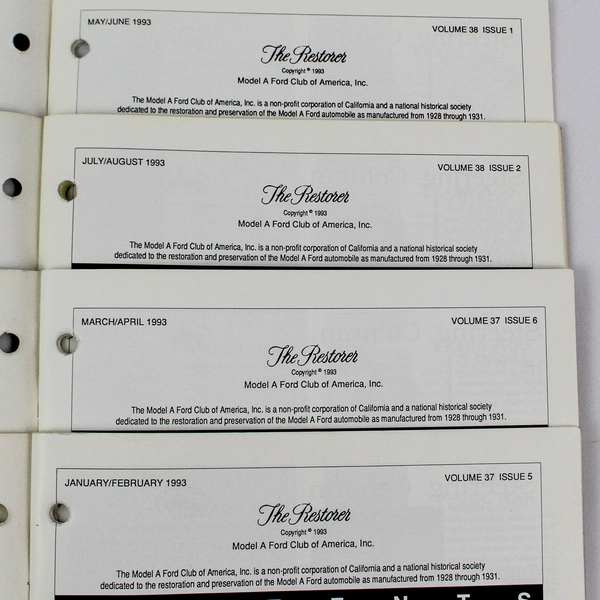 MAY/JUNE 1993
VOLUME 38 ISSUE 1
The Restorer
Copyright © 1993
Model A Ford Club of America, Inc.
The Model A Ford Club of America, Inc. is a non-profit corporation of California and a national historical society
dedicated to the restoration and preservation of the Model A Ford automobile as manufactured from 1928 through 1931.
JULY/AUGUST 1993
VOLUME 38 ISSUE 2
The Restorer
Copyright © 1993
Model A Ford Club of America, Inc.
The Model A Ford Club of America, Inc. is a non-profit corporation of California and a national historical society
dedicated to the restoration and preservation of the Model A Ford automobile as manufactured from 1928 through 1931.
MARCH/APRIL 1993
VOLUME 37 ISSUE 6
The Restorer
Copyright © 1993
Model A Ford Club of America, Inc.
The Model A Ford Club of America, Inc. is a non-profit corporation of California and a national historical society
dedicated to the restoration and preservation of the Model A Ford automobile as manufactured from 1928 through 1931.
JANUARY/FEBRUARY 1993
VOLUME 37 ISSUE 5
The Restorer
Copyright © 1993
Model A Ford Club of America, Inc.
The Model A Ford Club of America, Inc. is a non-profit corporation of California and a national historical society
dedicated to the restoration and preservation of the Model A Ford automobile as manufactured from 1928 through 1931.